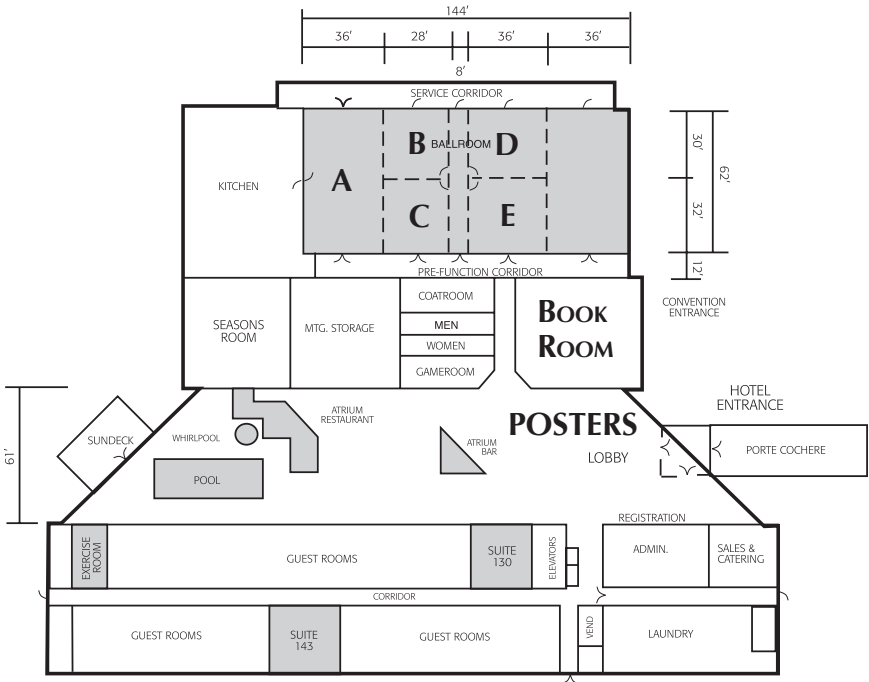 144'
36'
28'
36'
36'
8'
SERVICE CORRIDOR
B
BALLROOM
D
A
C
E
KITCHEN
30'
62'
32'
12'
PRE-FUNCTION CORRIDOR
CONVENTION
ENTRANCE
SEASONS
ROOM
MTG. STORAGE
COATROOM
MEN
WOMEN
GAMEROOM
BOOK
ROOM
HOTEL
ENTRANCE
ATRIUM
RESTAURANT
POSTERS
SUNDECK
WHIRLPOOL
ATRIUM
BAR
LOBBY
PORTE COCHERE
19'
POOL
REGISTRATION
EXERCISE
ROOM
GUEST ROOMS
SUITE
130
ELEVATORS
ADMIN.
SALES &
CATERING
CORRIDOR
GUEST ROOMS
SUITE
143
GUEST ROOMS
VEND
LAUNDRY